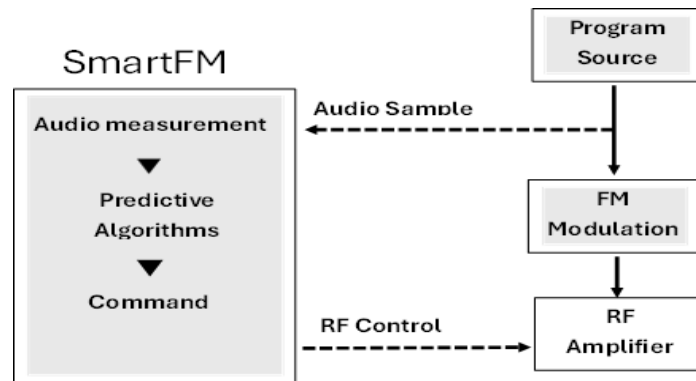 SmartFM
Audio measurement
Predictive
Algorithms
Command
Program
Source
Audio Sample
FM
Modulation
RF Control
RF
Amplifier